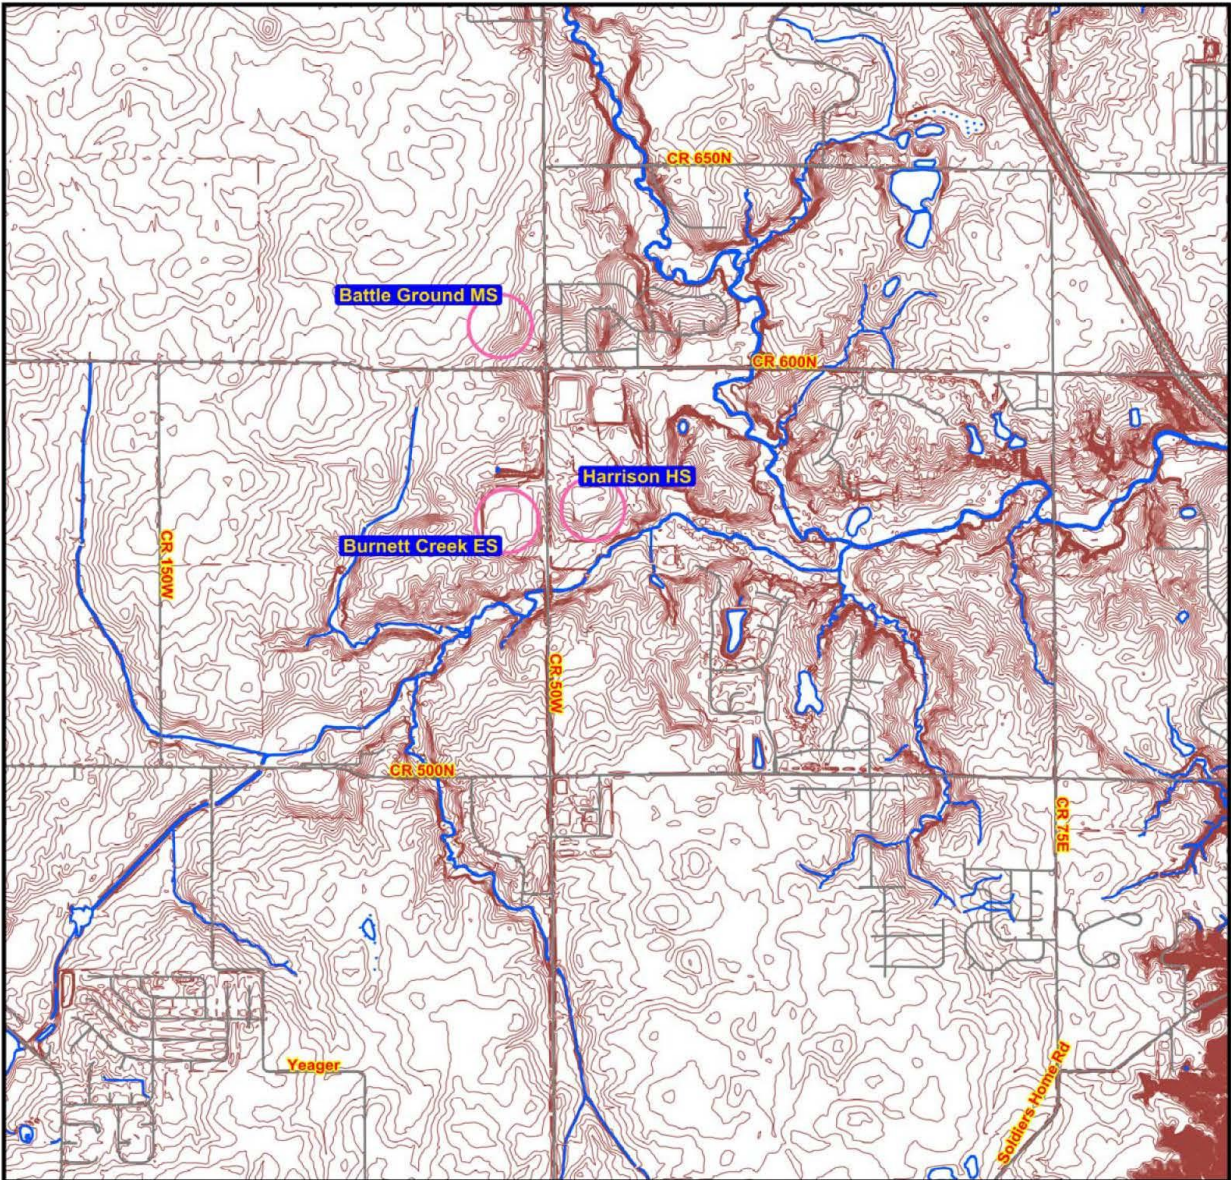 CR 650N
Battle Ground MS
CR 600N
Harrison HS
Burnett Creek ES
CR 150W
CR 50W
CR 500N
CR 75E
Yeager
Soldiers Home Rd